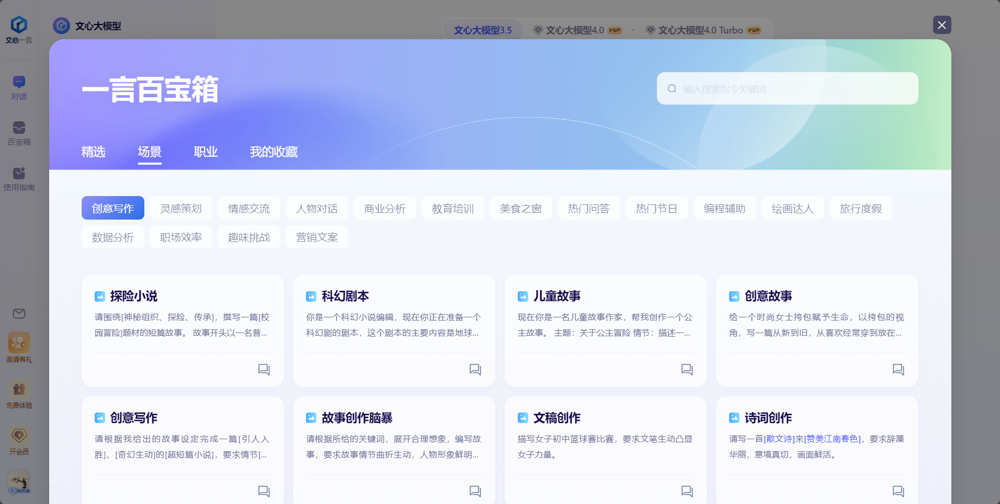 文心一言
文心大模型
文心大模型3.5
文心大模型4.0 VIP
文心大模型4.0 Turbo VIP
对话
百宝箱
使用指南
邀请有礼
免费体验
开会员
未开通
一言百宝箱
输入搜索指令关键词
精选
场景
职业
我的收藏
创意写作
灵感策划
情感交流
人物对话
商业分析
教育培训
美食之窗
热门问答
热门节日
编程辅助
绘画达人
旅行度假
数据分析
职场效率
趣味挑战
营销文案
探险小说
请围绕[神秘组织、探险、传承]，撰写一篇[校
园冒险]题材的短篇故事。 故事开头以一名普...
科幻剧本
你是一个科幻小说编辑，现在你正在准备一个
科幻剧的剧本，这个剧本的主要内容是地球...
儿童故事
现在你是一名儿童故事作家，帮我创作一个公
主故事。 主题：关于公主冒险 情节：描述一...
创意故事
给一个时尚女士挎包赋予生命，以挎包的视
角，写一篇从新到旧，从喜欢经常穿到放在...
创意写作
请根据我给出的故事设定完成一篇[引人入
胜]、[奇幻生动]的[超短篇小说]，要求情节[...
故事创作脑暴
请根据所给的关键词，展开合理想象，编写故
事，要求故事情节曲折生动，人物形象鲜明...
文稿创作
描写女子初中篮球赛比赛，要求文笔生动凸显
女子力量。
诗词创作
请写一首[散文诗]来[赞美江南春色]，要求辞藻
华丽，意境真切，画面鲜活。